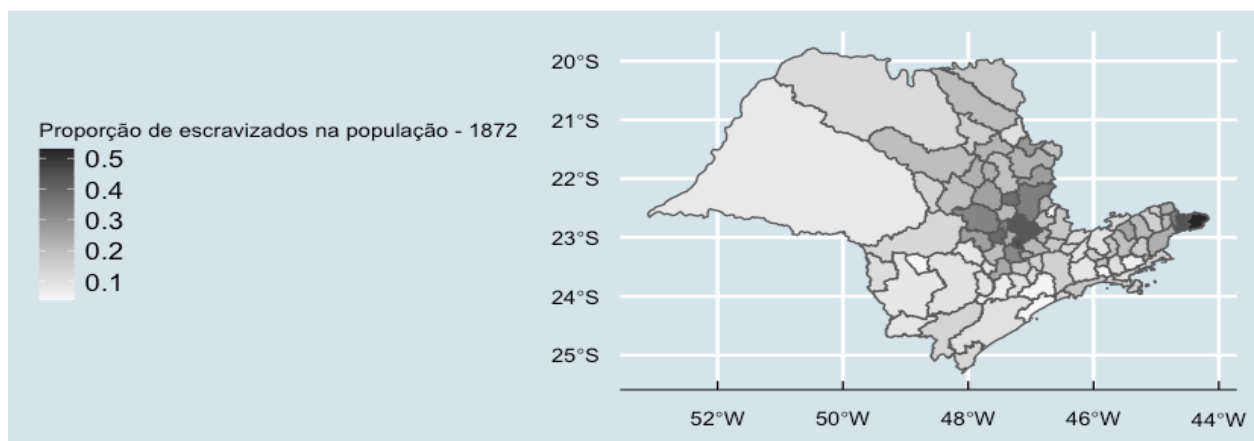 Proporção de escravizados na população - 1872
0.5
0.4
0.3
0.2
0.1
20°S
21°S
22°S
23°S
24°S
25°S
52°W 50°W 48°W 46°W 44°W